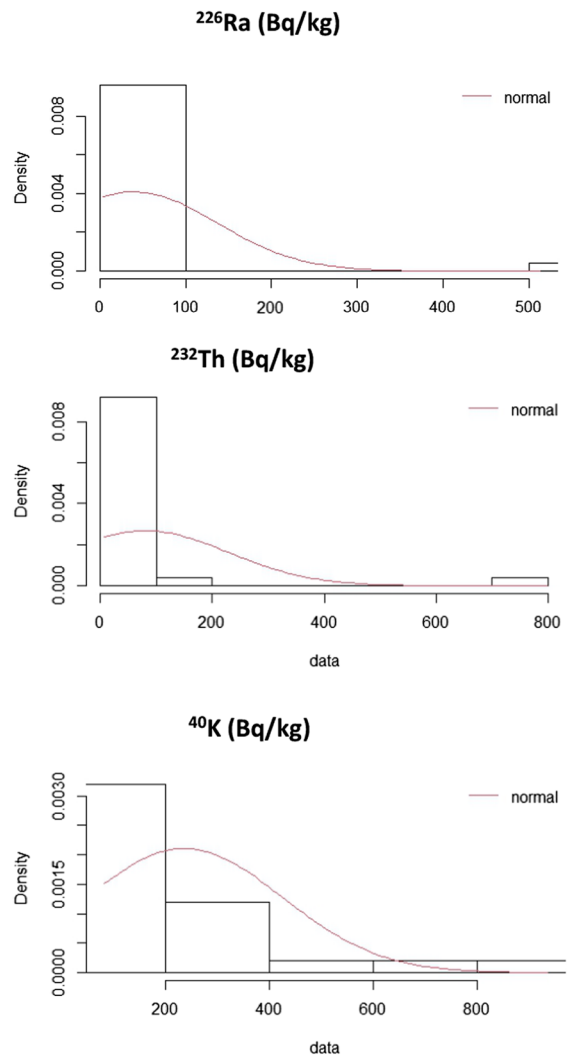 ²²⁶Ra (Bq/kg)
normal
Density
0.000 0.004 0.008
0 100 200 300 400 500
²³²Th (Bq/kg)
normal
Density
0.000 0.004 0.008
0 200 400 600 800
data
⁴⁰K (Bq/kg)
normal
Density
0.0000 0.0015 0.0030
200 400 600 800
data